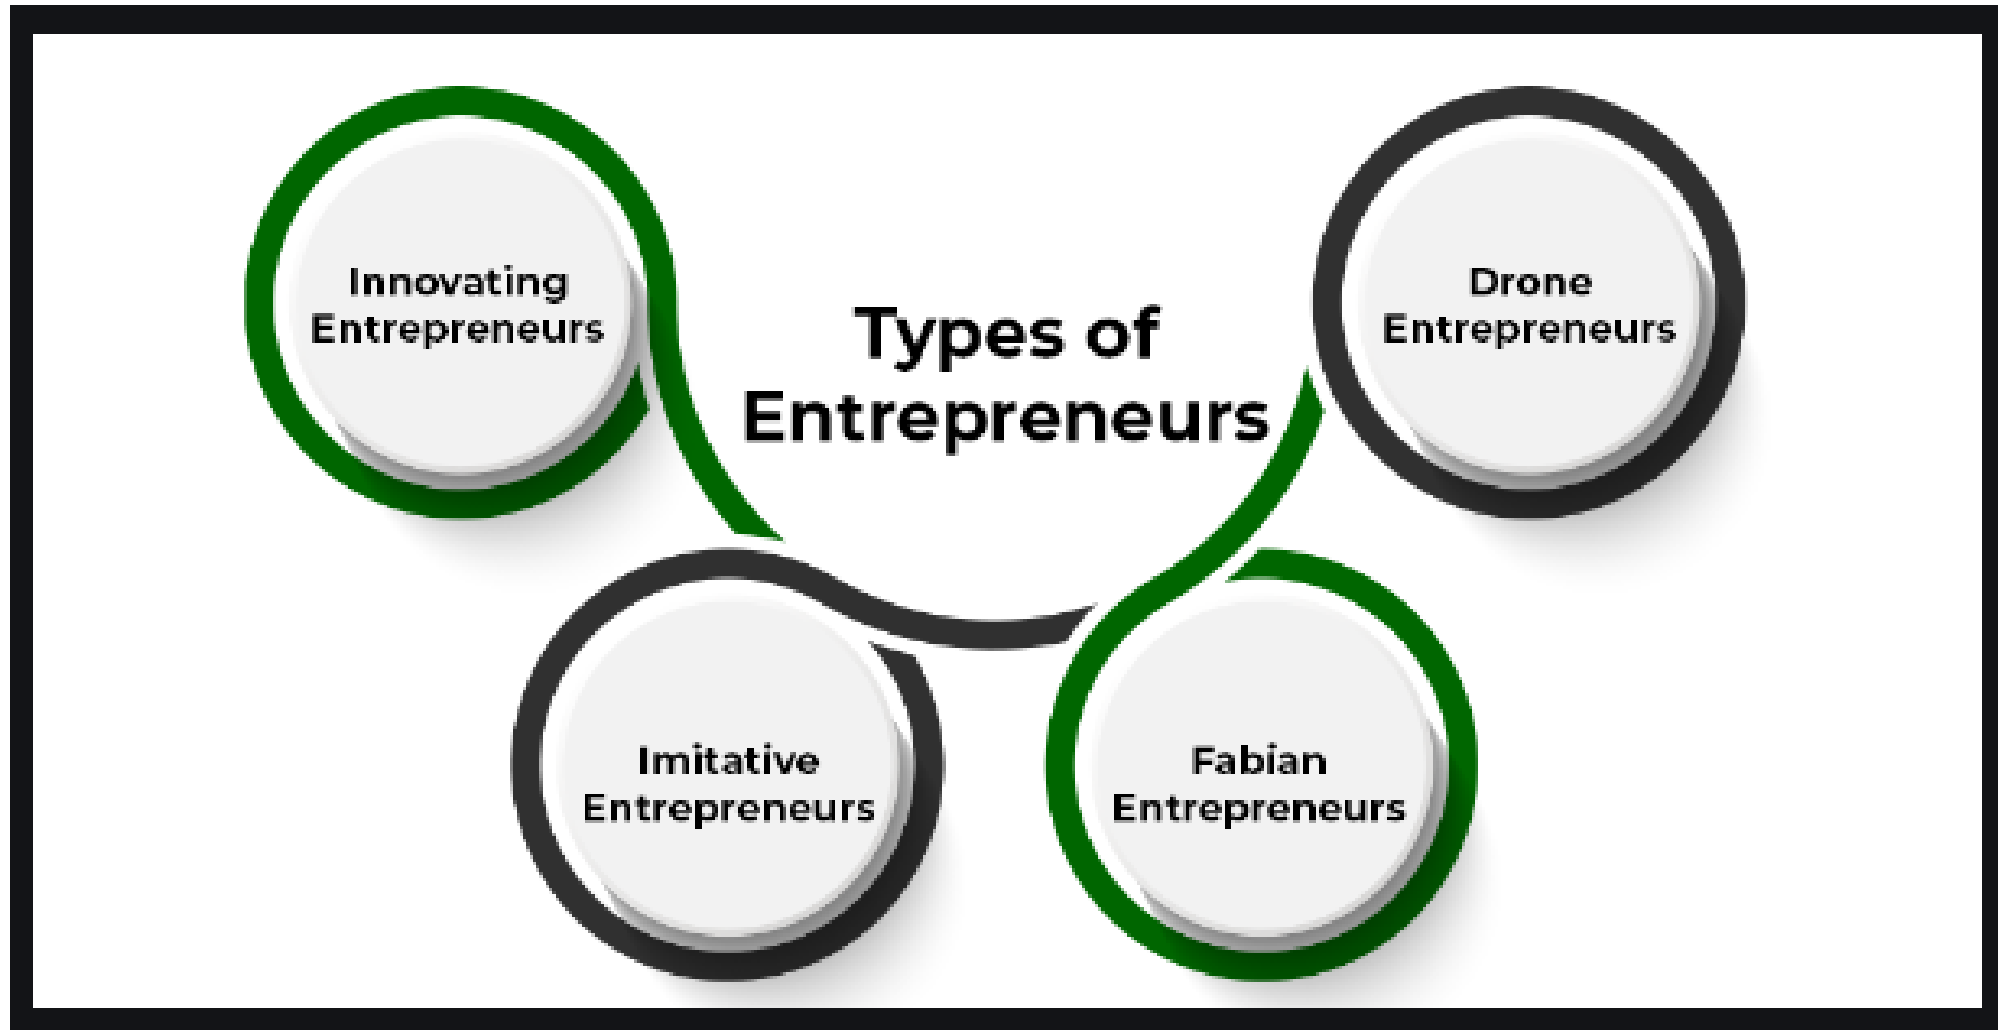 Types of
Entrepreneurs
Innovating
Entrepreneurs
Imitative
Entrepreneurs
Fabian
Entrepreneurs
Drone
Entrepreneurs